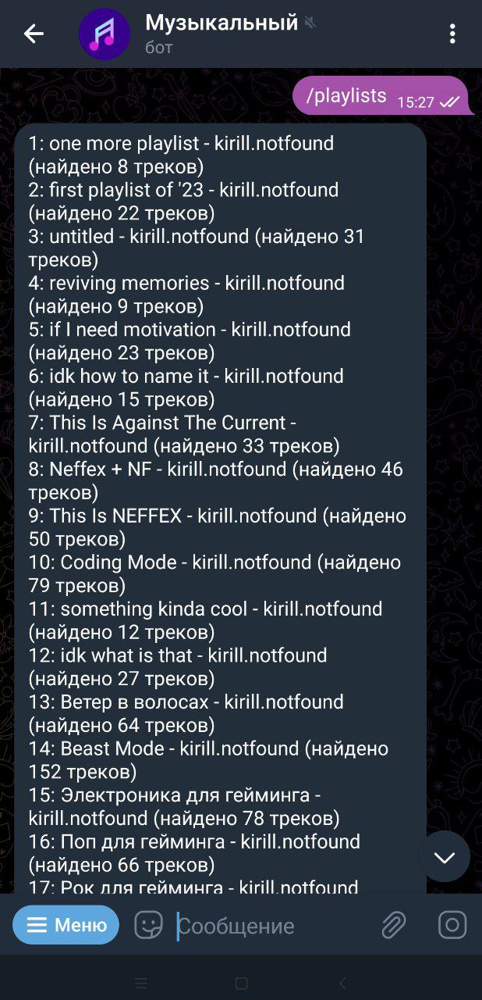 Музыкальный
бот
/playlists 15:27
1: one more playlist - kirill.notfound
(найдено 8 треков)
2: first playlist of '23 - kirill.notfound
(найдено 22 треков)
3: untitled - kirill.notfound (найдено 31
треков)
4: reviving memories - kirill.notfound
(найдено 9 треков)
5: if I need motivation - kirill.notfound
(найдено 23 треков)
6: idk how to name it - kirill.notfound
(найдено 15 треков)
7: This Is Against The Current -
kirill.notfound (найдено 33 треков)
8: Neffex + NF - kirill.notfound (найдено 46
треков)
9: This Is NEFFEX - kirill.notfound (найдено
50 треков)
10: Coding Mode - kirill.notfound (найдено
79 треков)
11: something kinda cool - kirill.notfound
(найдено 12 треков)
12: idk what is that - kirill.notfound
(найдено 27 треков)
13: Ветер в волосах - kirill.notfound
(найдено 64 треков)
14: Beast Mode - kirill.notfound (найдено
152 треков)
15: Электроника для гейминга -
kirill.notfound (найдено 78 треков)
16: Поп для гейминга - kirill.notfound
(найдено 66 треков)
17: Рок для гейминга - kirill.notfound
Меню Сообщение